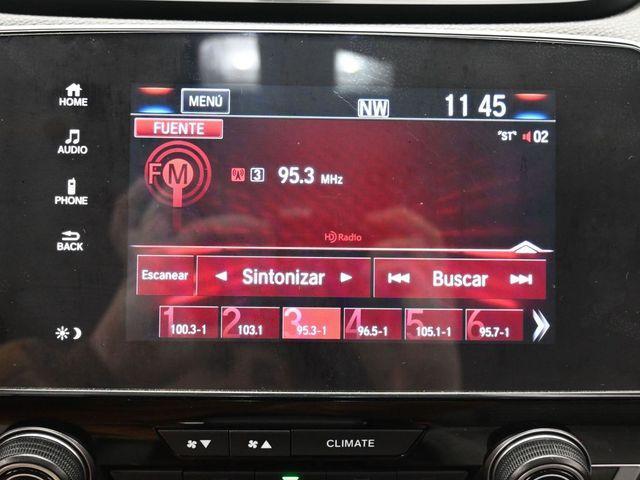 HOME
AUDIO
PHONE
BACK
MENÚ
NW
11 45
FUENTE
"ST" 02
FM
3 95.3 MHz
HD Radio
Escanear
Sintonizar
Buscar
1 100.3-1
2 103.1
3 95.3-1
4 96.5-1
5 105.1-1
6 95.7-1
CLIMATE